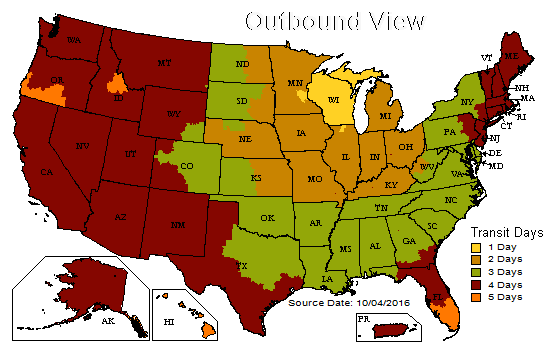 Outbound View
WA
MT
ND
MN
VT
ME
OR
ID
SD
WI
MI
NY
NH
MA
WY
RI
CT
NE
IA
PA
NJ
NV
UT
CO
IL
IN
OH
DE
MD
CA
KS
MO
WV
VA
KY
NC
TN
AZ
NM
OK
AR
SC
MS
AL
GA
TX
LA
FL
Transit Days
1 Day
2 Days
3 Days
4 Days
5 Days
Source Date: 10/04/2016
AK
HI
PR